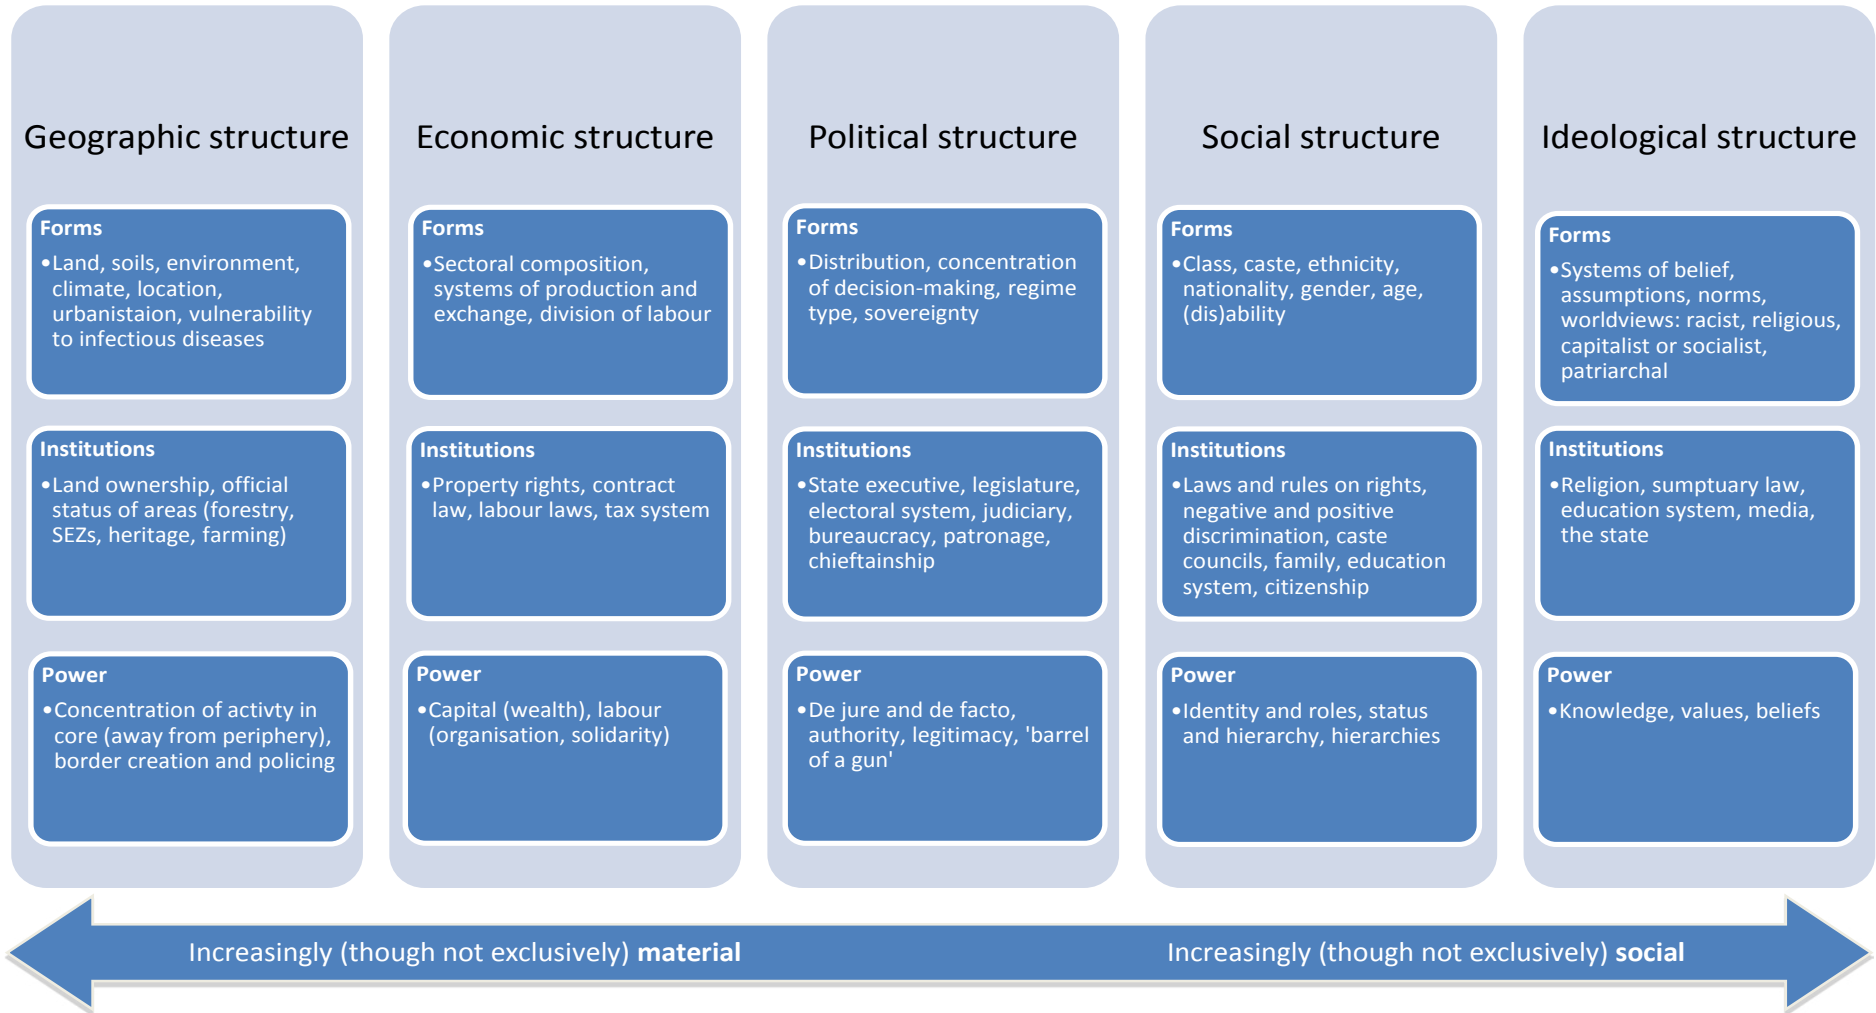 Geographic structure
Forms
•Land, soils, environment,
climate, location,
urbanistaion, vulnerability
to infectious diseases
Institutions
•Land ownership, official
status of areas (forestry,
SEZs, heritage, farming)
Power
•Concentration of activty in
core (away from periphery),
border creation and policing
Economic structure
Forms
•Sectoral composition,
systems of production and
exchange, division of labour
Institutions
•Property rights, contract
law, labour laws, tax system
Power
•Capital (wealth), labour
(organisation, solidarity)
Political structure
Forms
•Distribution, concentration
of decision-making, regime
type, sovereignty
Institutions
•State executive, legislature,
electoral system, judiciary,
bureaucracy, patronage,
chieftainship
Power
•De jure and de facto,
authority, legitimacy, 'barrel
of a gun'
Social structure
Forms
•Class, caste, ethnicity,
nationality, gender, age,
(dis)ability
Institutions
•Laws and rules on rights,
negative and positive
discrimination, caste
councils, family, education
system, citizenship
Power
•Identity and roles, status
and hierarchy, hierarchies
Ideological structure
Forms
•Systems of belief,
assumptions, norms,
worldviews: racist, religious,
capitalist or socialist,
patriarchal
Institutions
•Religion, sumptuary law,
education system, media,
the state
Power
•Knowledge, values, beliefs
Increasingly (though not exclusively) material
Increasingly (though not exclusively) social